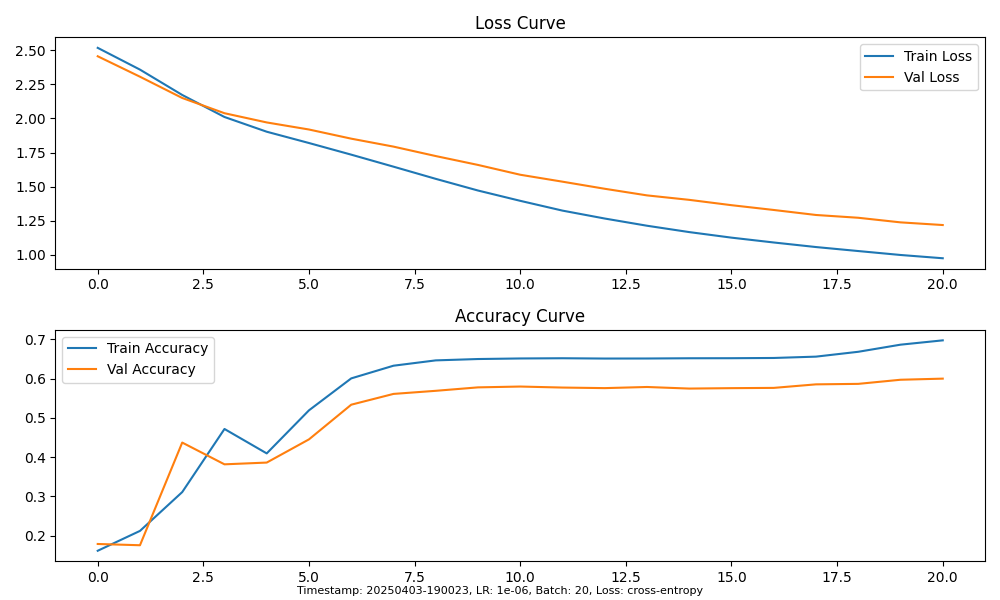 Loss Curve
2.50
2.25
2.00
1.75
1.50
1.25
1.00
Train Loss
Val Loss
0.0 2.5 5.0 7.5 10.0 12.5 15.0 17.5 20.0
Accuracy Curve
0.7
0.6
0.5
0.4
0.3
0.2
Train Accuracy
Val Accuracy
0.0 2.5 5.0 7.5 10.0 12.5 15.0 17.5 20.0
Timestamp: 20250403-190023, LR: 1e-06, Batch: 20, Loss: cross-entropy